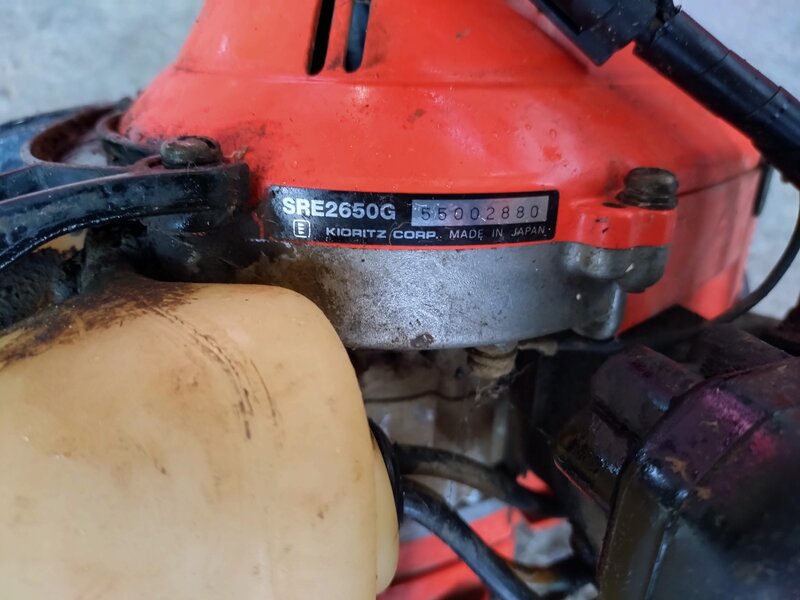 SRE2650G 55002880
E KIORITZ CORP. MADE IN JAPAN